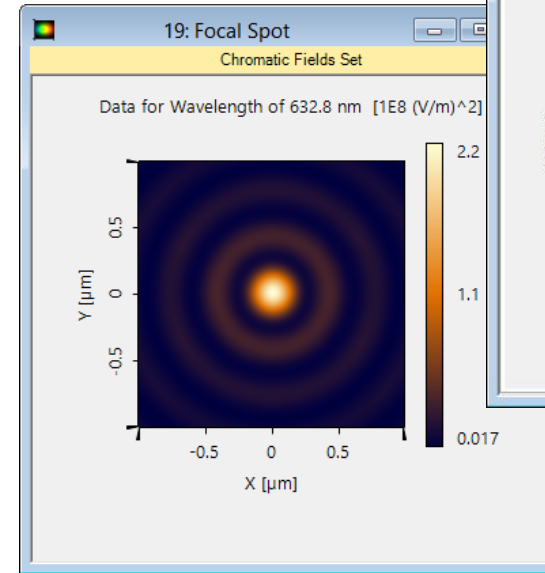 19: Focal Spot
Chromatic Fields Set
Data for Wavelength of 632.8 nm [1E8 (V/m)^2]
2.2
1.1
0.017
Y [µm]
0.5
0
-0.5
-0.5 0 0.5
X [µm]